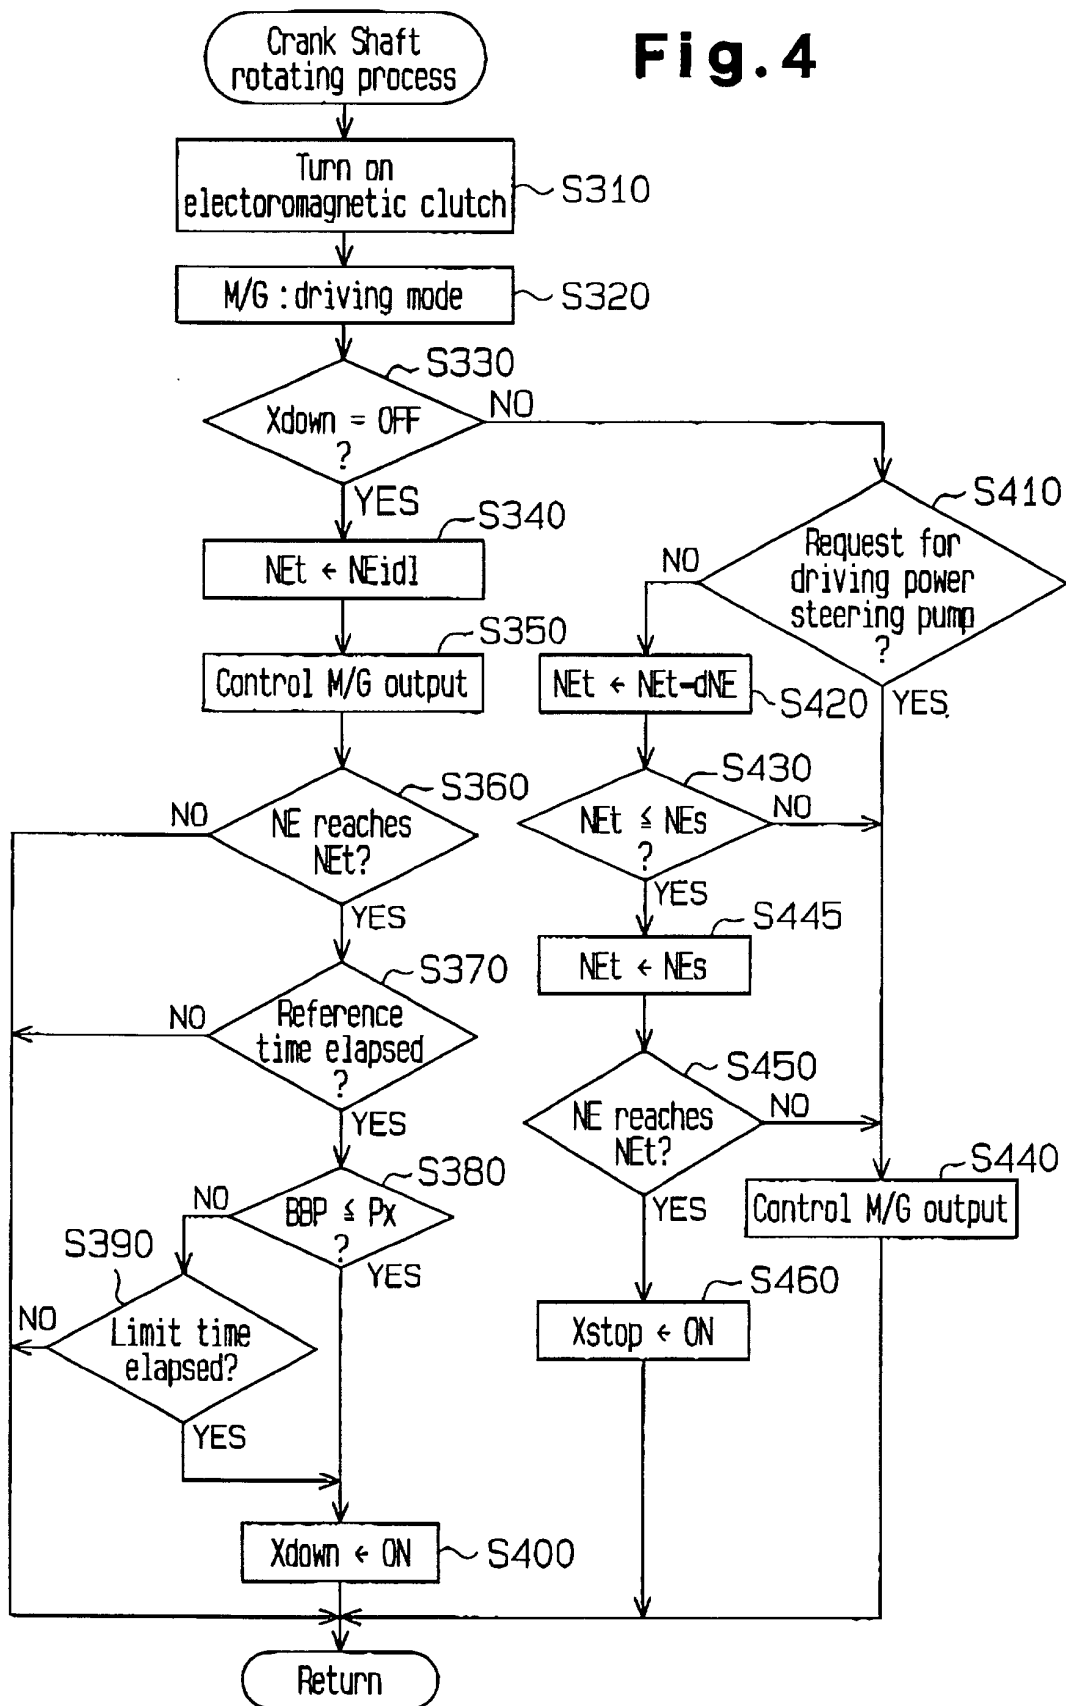 Fig.4
Crank Shaft
rotating process
Turn on
electoromagnetic clutch
S310
M/G : driving mode
S320
S330
Xdown = OFF
?
NO
YES
S340
NEt ← NEidl
S350
Control M/G output
S360
NE reaches
NEt?
NO
YES
S370
Reference
time elapsed
?
NO
YES
S380
BBP ≦ Px
?
NO
YES
S390
Limit time
elapsed?
NO
YES
Xdown ← ON
S400
S410
Request for
driving power
steering pump
?
NO
YES
NEt ← NEt-dNE
S420
S430
NEt ≦ NEs
?
NO
YES
S445
NEt ← NEs
S450
NE reaches
NEt?
NO
YES
S440
Control M/G output
S460
Xstop ← ON
Return